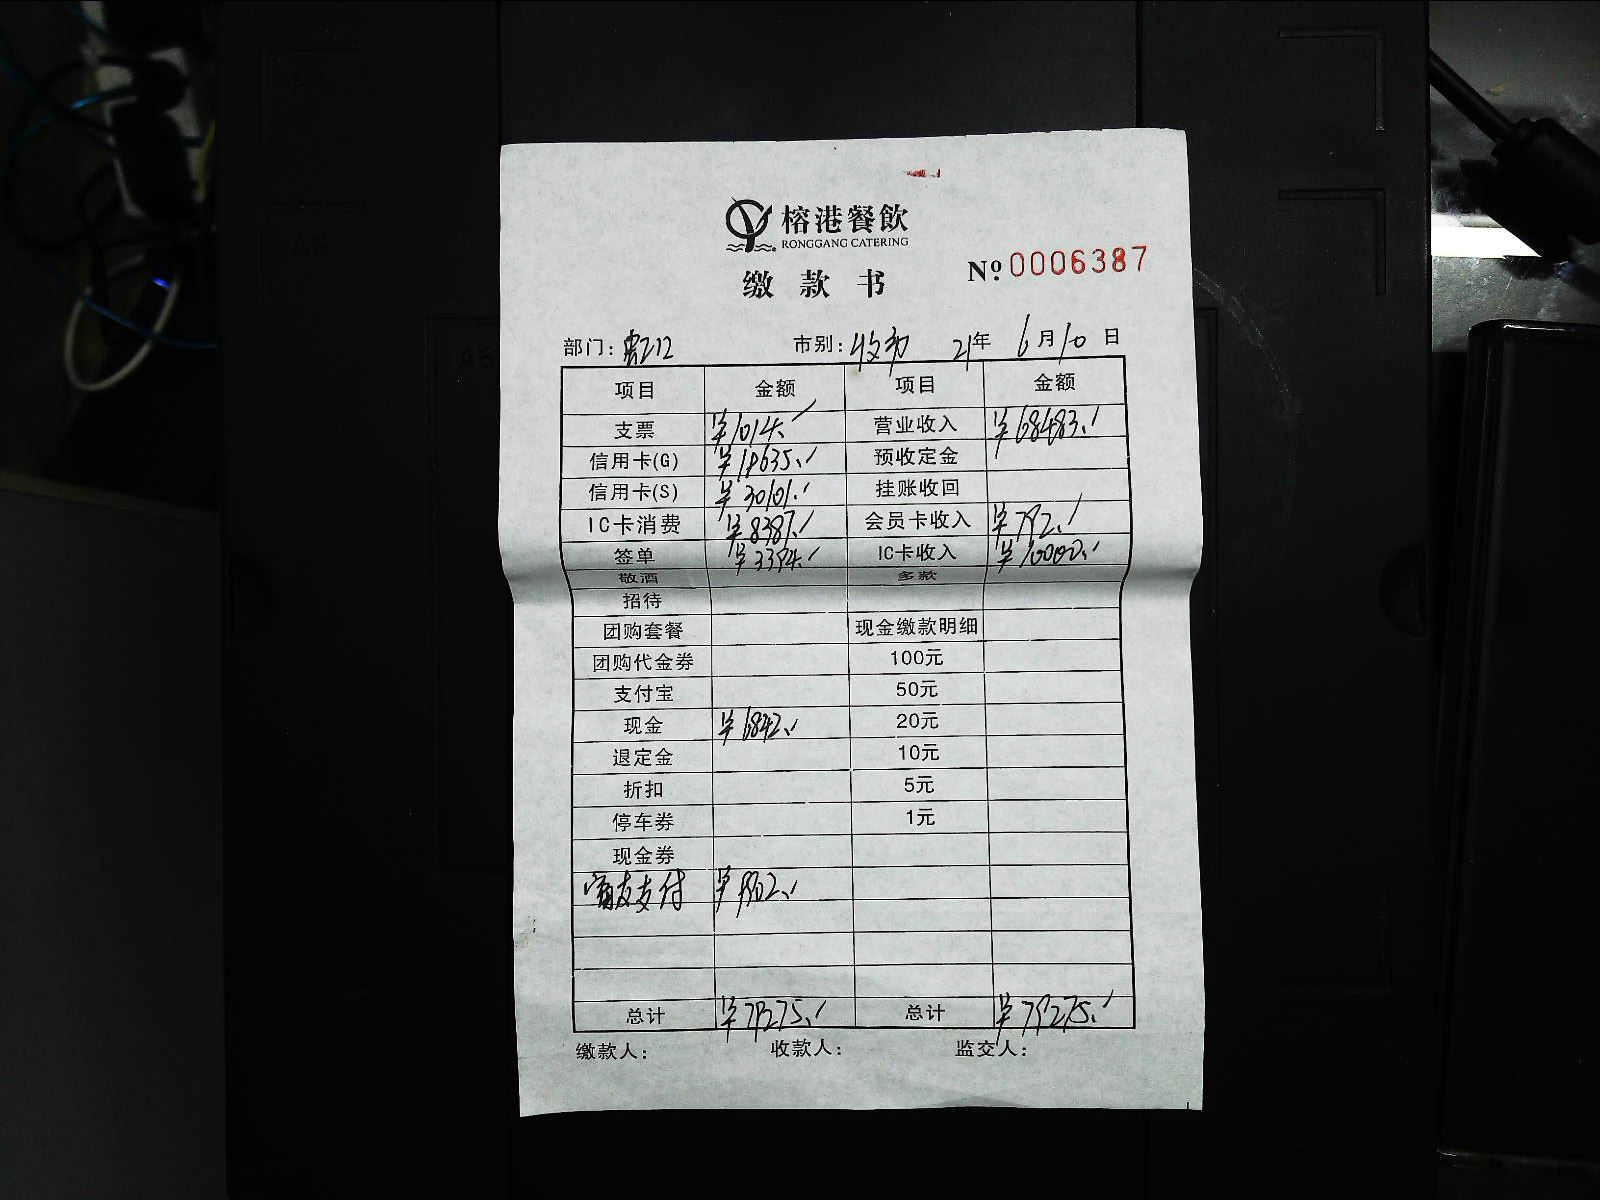 榕港餐飲
RONGGANG CATERING
缴款书
№ 0006387
部门: 市别: 21年 6月10日
项目 金额 项目 金额
支票 ¥1014. 营业收入 ¥68483.
信用卡(G) ¥18635. 预收定金
信用卡(S) ¥30101. 挂账收回
IC卡消费 ¥8387. 会员卡收入 ¥792.
签单 ¥3394. IC卡收入 ¥10000.
敬酒 多款
招待
团购套餐 现金缴款明细
团购代金券 100元
支付宝 50元
现金 ¥6842. 20元
退定金 10元
折扣 5元
停车券 1元
现金券
富友支付
总计 ¥79275. 总计 ¥79275.
缴款人: 收款人: 监交人: